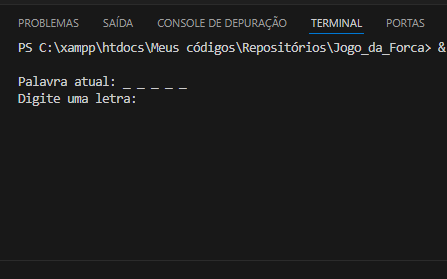 PROBLEMAS SAÍDA CONSOLE DE DEPURAÇÃO TERMINAL PORTAS
PS C:\xampp\htdocs\Meus códigos\Repositórios\Jogo_da_Forca> &
Palavra atual: _ _ _ _ _
Digite uma letra: